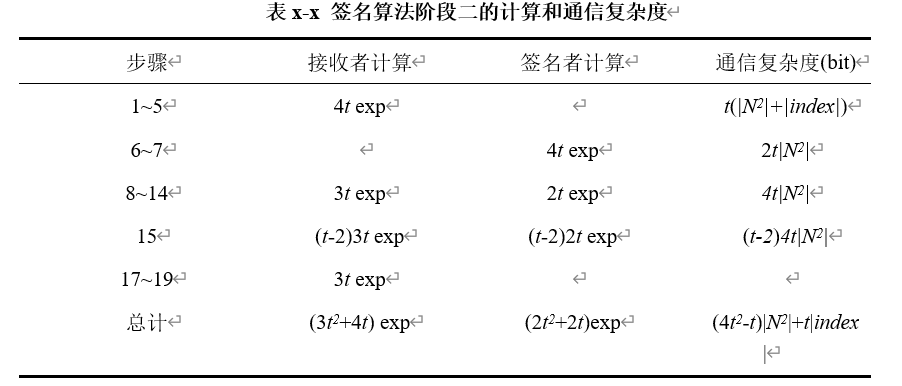 表 x-x 签名算法阶段二的计算和通信复杂度↵
步骤↵ 接收者计算↵ 签名者计算↵ 通信复杂度(bit)↵
1~5↵ 4t exp↵ ↵ t(|N²|+|index|)↵
6~7↵ ↵ 4t exp↵ 2t|N²|↵
8~14↵ 3t exp↵ 2t exp↵ 4t|N²|↵
15↵ (t-2)3t exp↵ (t-2)2t exp↵ (t-2)4t|N²|↵
17~19↵ 3t exp↵ ↵ ↵
总计↵ (3t²+4t) exp↵ (2t²+2t)exp↵ (4t²-t)|N²|+t|index
|↵